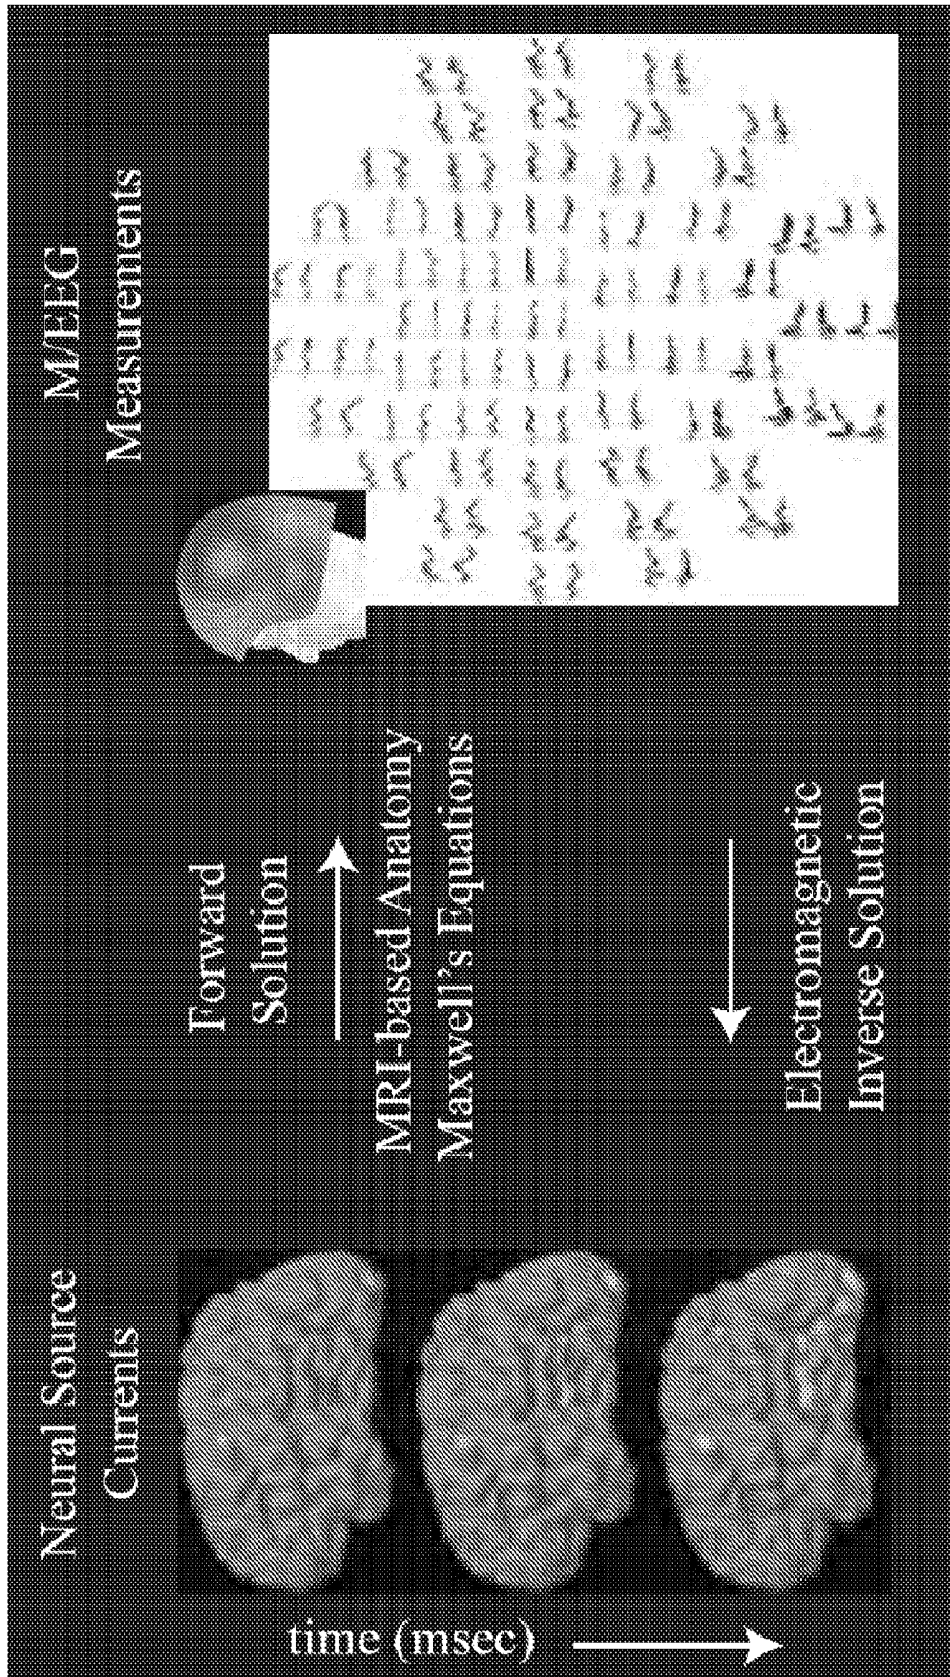 Neural Source
Currents
time (msec)
Forward
Solution
MRI-based Anatomy
Maxwell's Equations
Electromagnetic
Inverse Solution
M/EEG
Measurements